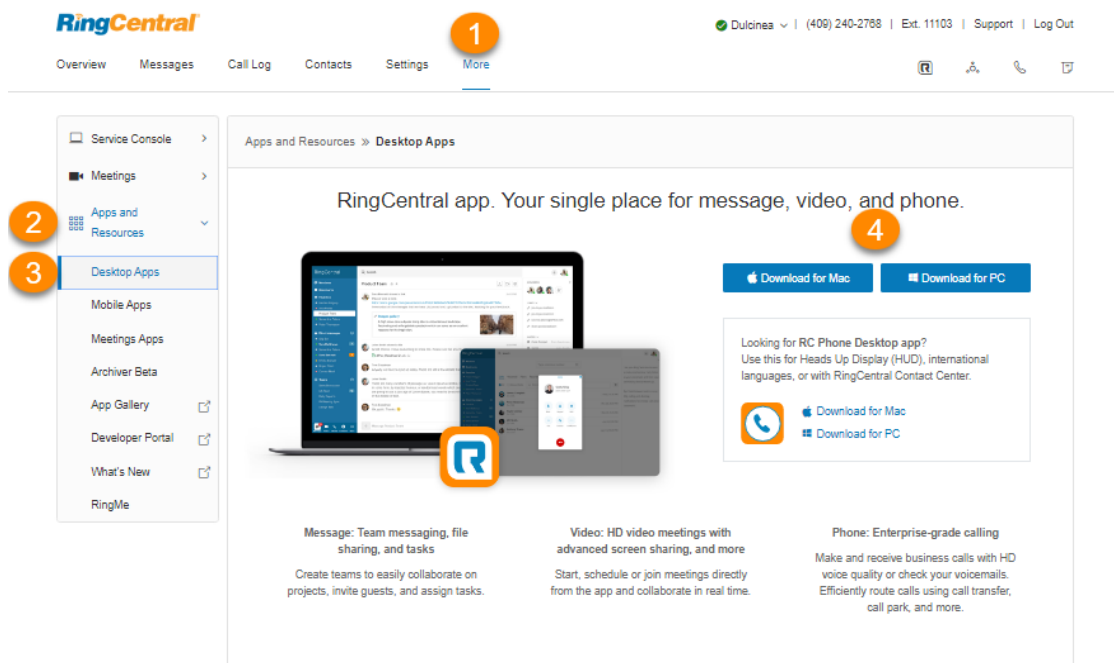 RingCentral
1
Dulcinea | (409) 240-2768 | Ext. 11103 | Support | Log Out
Overview Messages Call Log Contacts Settings More
Service Console
Meetings
2
Apps and
Resources
3
Desktop Apps
Mobile Apps
Meetings Apps
Archiver Beta
App Gallery
Developer Portal
What's New
RingMe
Apps and Resources » Desktop Apps
RingCentral app. Your single place for message, video, and phone.
4
Download for Mac Download for PC
Looking for RC Phone Desktop app?
Use this for Heads Up Display (HUD), international
languages, or with RingCentral Contact Center.
Download for Mac
Download for PC
Message: Team messaging, file
sharing, and tasks
Create teams to easily collaborate on
projects, invite guests, and assign tasks.
Video: HD video meetings with
advanced screen sharing, and more
Start, schedule or join meetings directly
from the app and collaborate in real time.
Phone: Enterprise-grade calling
Make and receive business calls with HD
voice quality or check your voicemails.
Efficiently route calls using call transfer,
call park, and more.